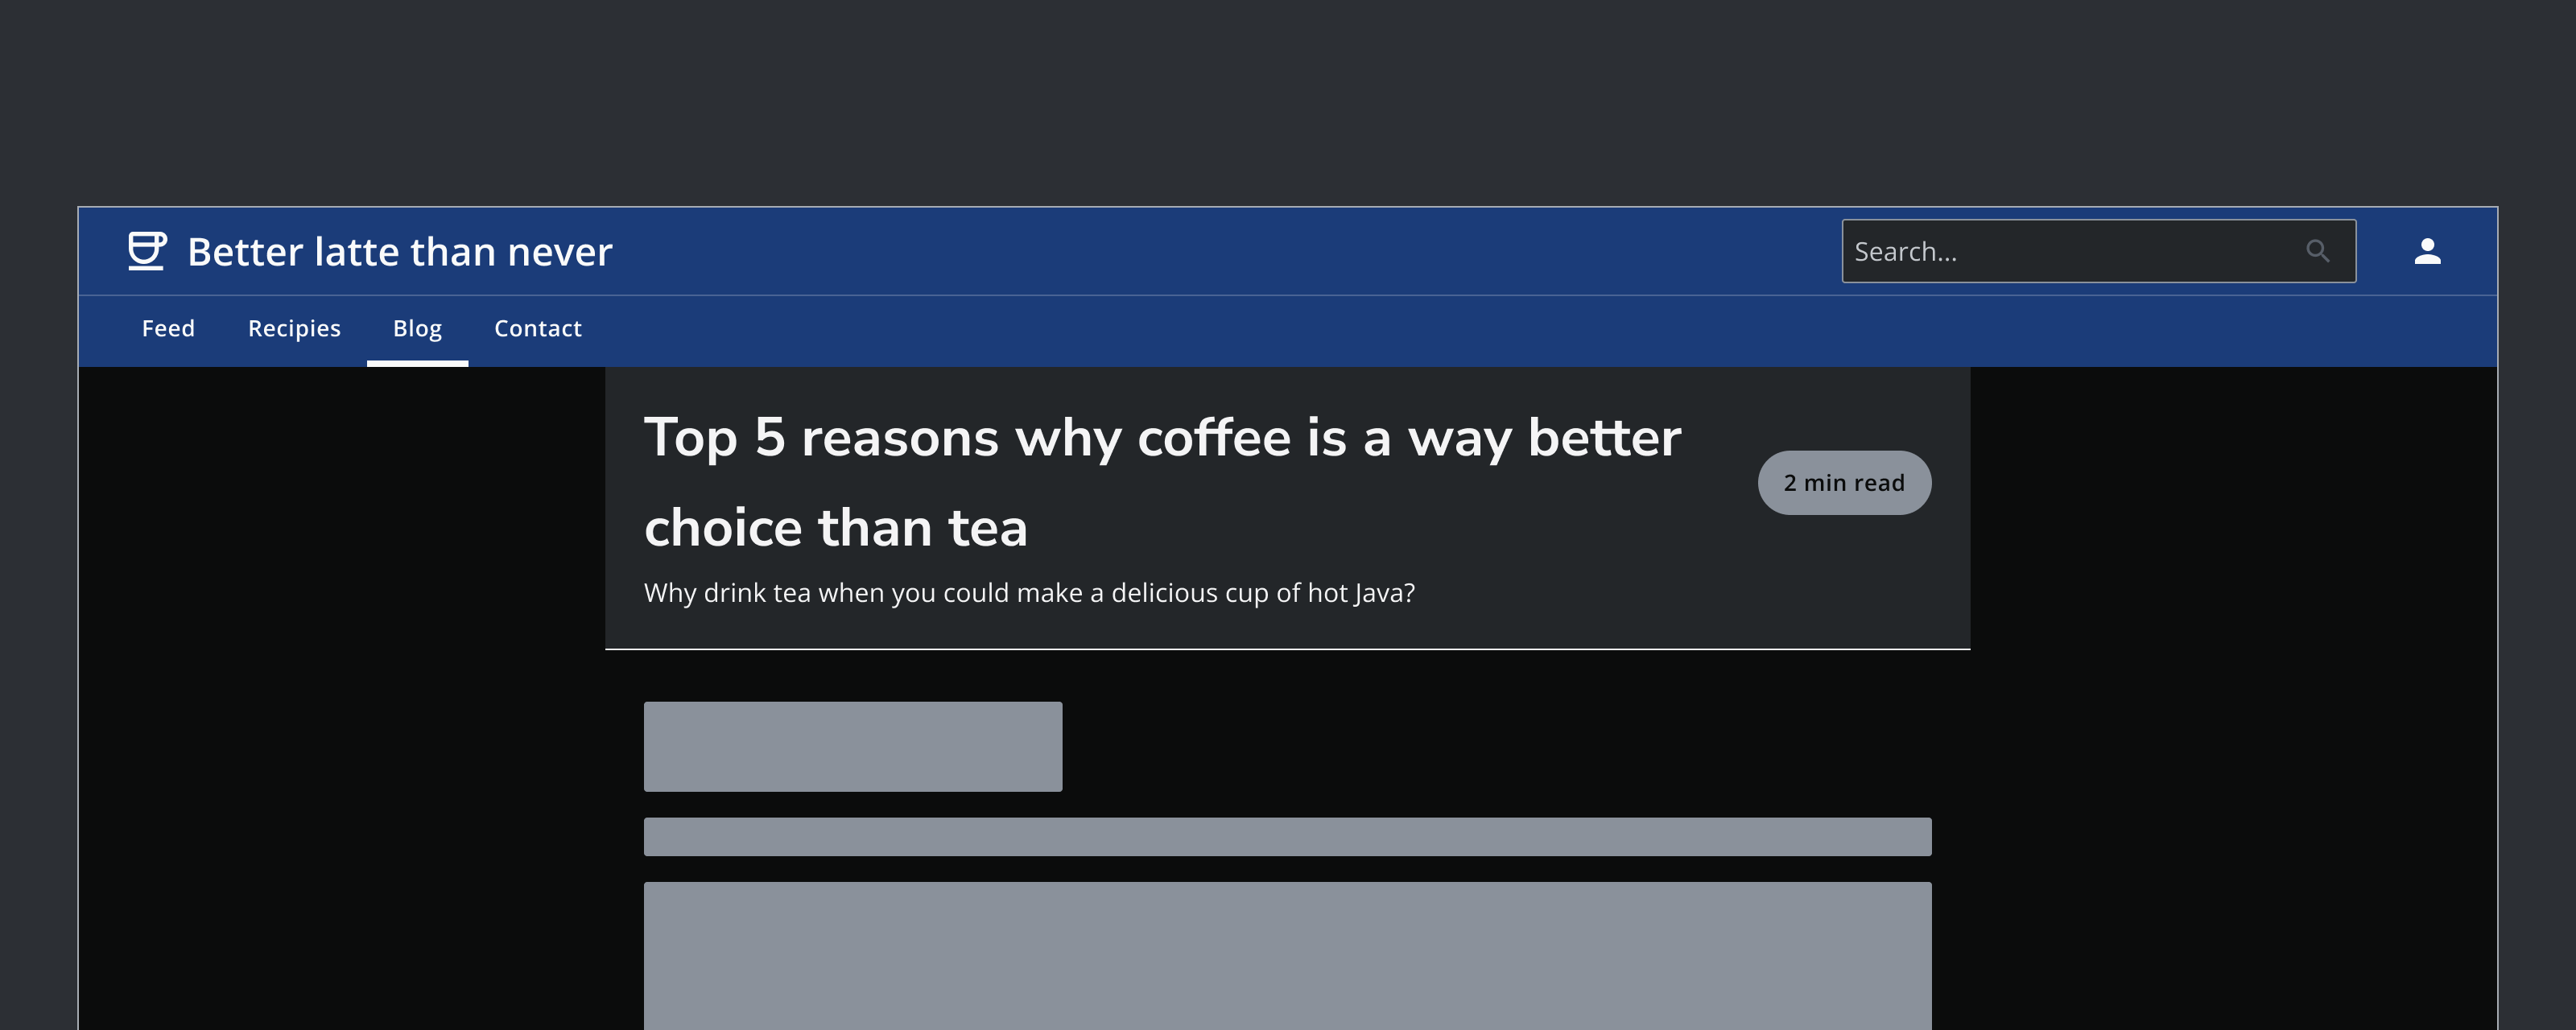 Better latte than never
Search...
Feed
Recipies
Blog
Contact
Top 5 reasons why coffee is a way better
choice than tea
2 min read
Why drink tea when you could make a delicious cup of hot Java?